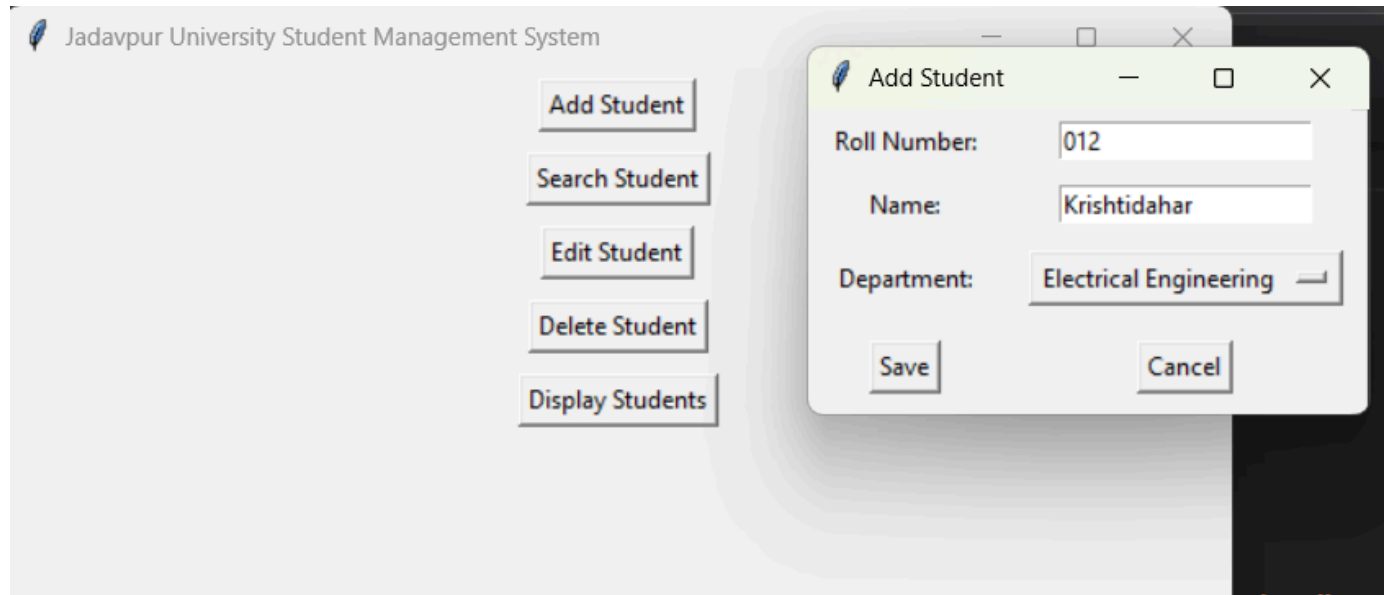 Jadavpur University Student Management System
Add Student
Search Student
Edit Student
Delete Student
Display Students
Add Student
Roll Number: 012
Name: Krishtidahar
Department: Electrical Engineering
Save Cancel